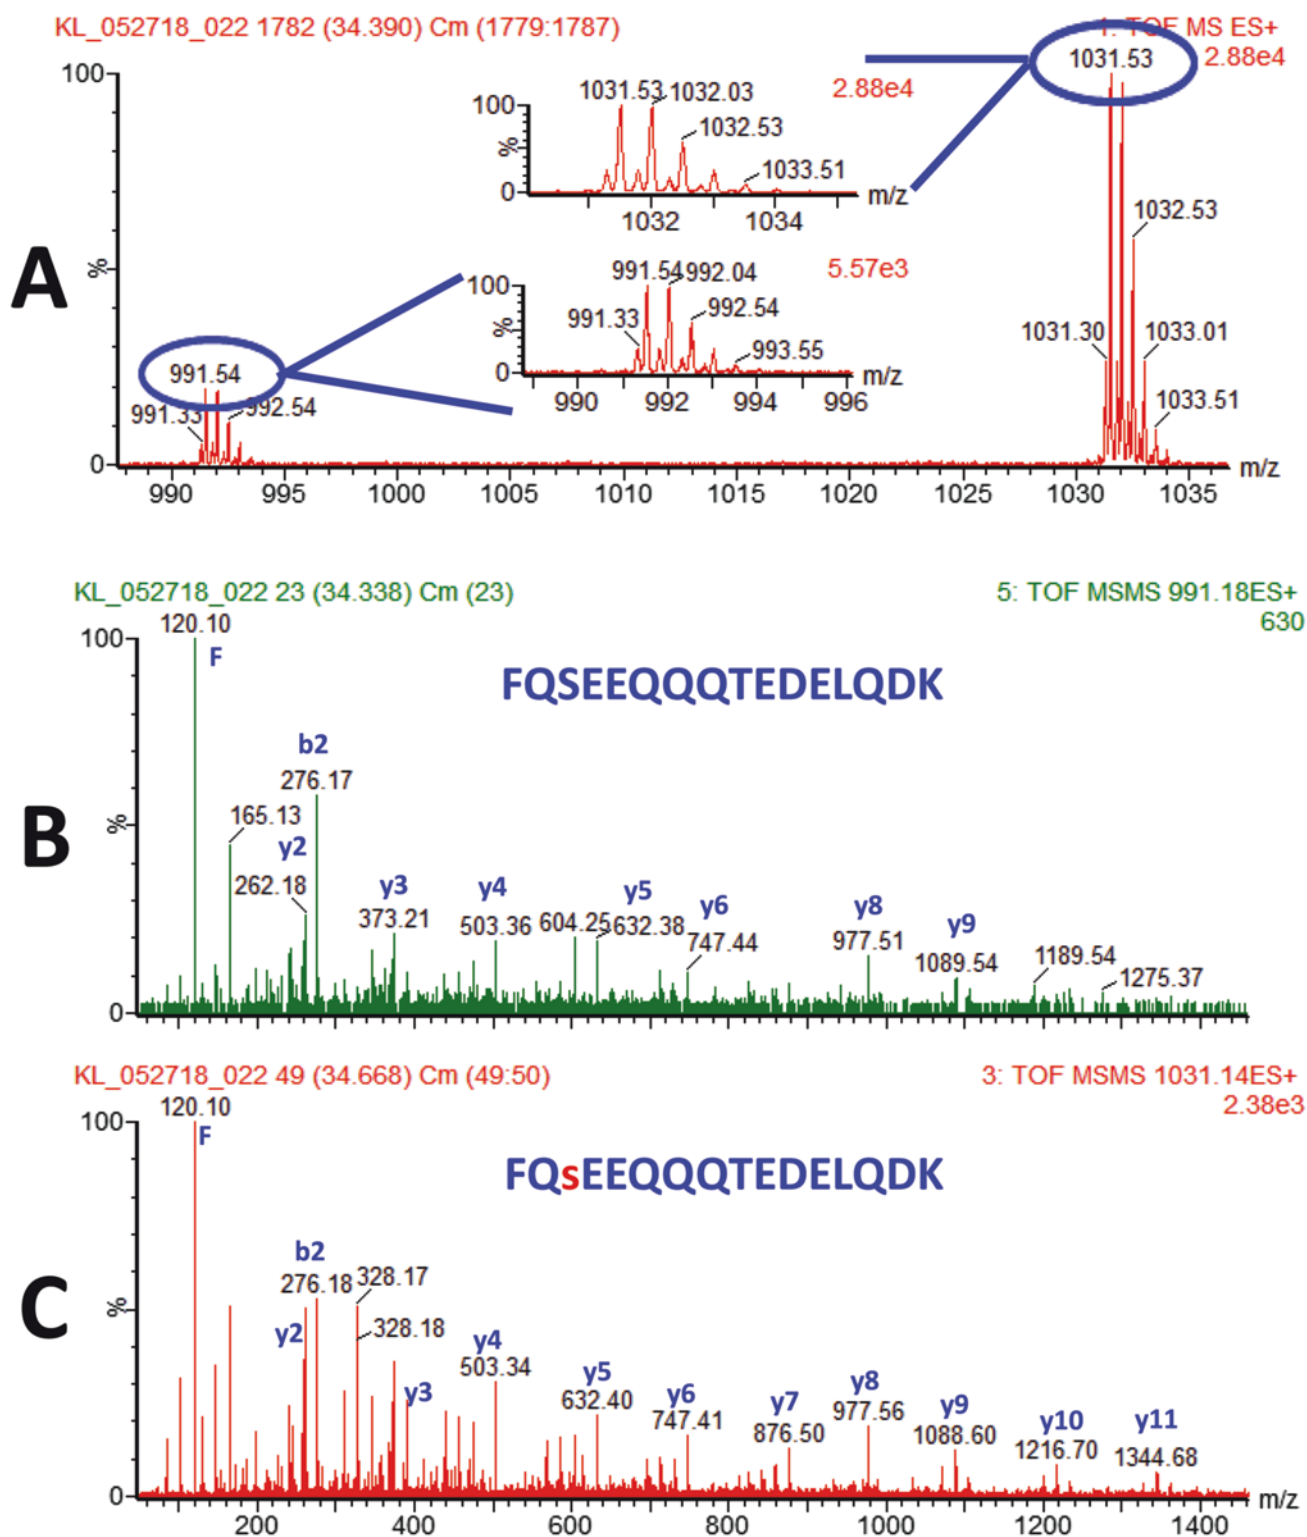 KL_052718_022 1782 (34.390) Cm (1779:1787)
1: TOF MS ES+
2.88e4
1031.53
100
%
0
A
2.88e4
100
%
0
1031.53
1032.03
1032.53
1033.51
m/z
1032
1034
5.57e3
100
%
0
991.54
992.04
991.33
992.54
993.55
m/z
990
992
994
996
991.54
991.33
992.54
1032.53
1031.30
1033.01
1033.51
m/z
990
995
1000
1005
1010
1015
1020
1025
1030
1035
KL_052718_022 23 (34.338) Cm (23)
5: TOF MSMS 991.18ES+
630
B
100
%
0
120.10
F
FQSEEQQQTEDELQDK
b2
276.17
165.13
y2
262.18
y3
373.21
y4
503.36
604.25
y5
632.38
y6
747.44
y8
977.51
y9
1089.54
1189.54
1275.37
KL_052718_022 49 (34.668) Cm (49:50)
3: TOF MSMS 1031.14ES+
2.38e3
C
100
%
0
120.10
F
FQsEEQQQTEDELQDK
b2
276.18
328.17
328.18
y2
y3
y4
503.34
y5
632.40
y6
747.41
y7
876.50
y8
977.56
y9
1088.60
y10
1216.70
y11
1344.68
m/z
200
400
600
800
1000
1200
1400